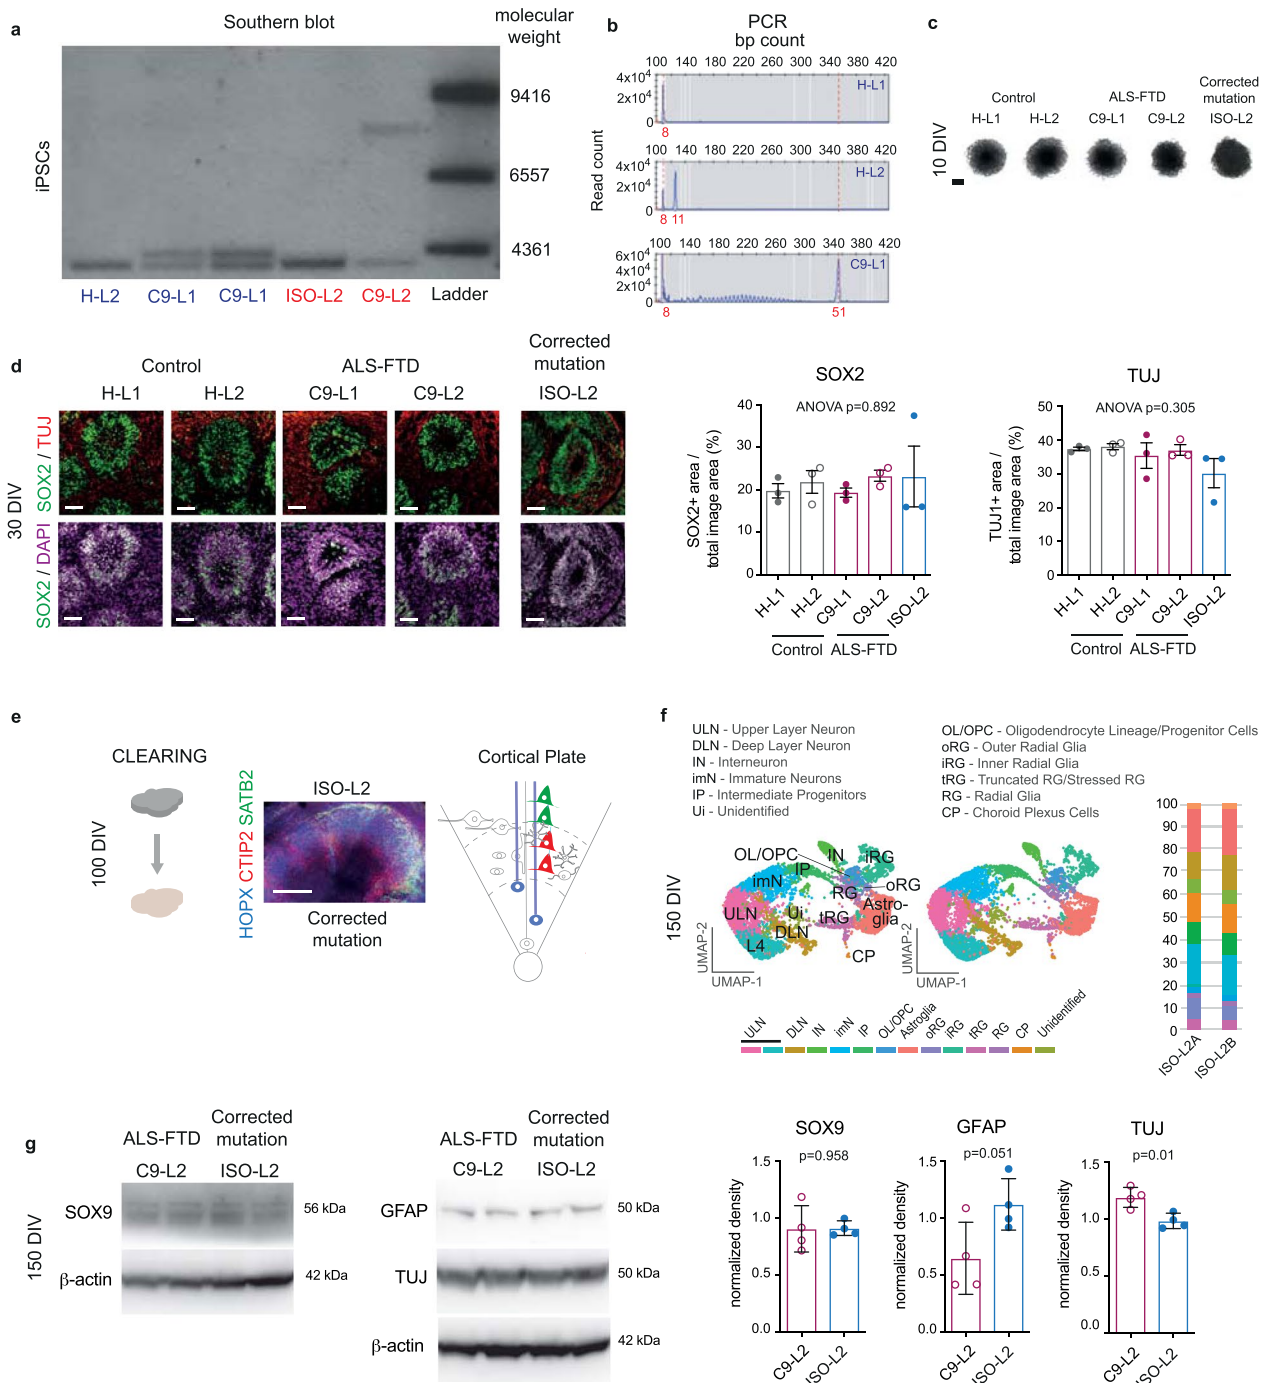 a
Southern blot
molecular
weight
iPSCs
9416
6557
4361
H-L2 C9-L1 C9-L1 ISO-L2 C9-L2 Ladder
b
PCR
bp count
Read count
100 140 180 220 260 300 340 380 420
4x10⁴
2x10⁴
0
H-L1
8
100 140 180 220 260 300 340 380 420
4x10⁴
2x10⁴
0
H-L2
8 11
100 140 180 220 260 300 340 380 420
6x10⁴
4x10⁴
2x10⁴
0
C9-L1
8 51
c
10 DIV
Control ALS-FTD Corrected
mutation
H-L1 H-L2 C9-L1 C9-L2 ISO-L2
d
30 DIV
Control ALS-FTD Corrected
mutation
H-L1 H-L2 C9-L1 C9-L2 ISO-L2
SOX2 / TUJ
SOX2 / DAPI
SOX2
ANOVA p=0.892
SOX2+ area /
total image area (%)
40
30
20
10
0
H-L1 H-L2 C9-L1 C9-L2 ISO-L2
Control ALS-FTD
TUJ
ANOVA p=0.305
TUJ1+ area /
total image area (%)
50
40
30
20
10
0
H-L1 H-L2 C9-L1 C9-L2 ISO-L2
Control ALS-FTD
e
100 DIV
CLEARING
HOPX CTIP2 SATB2
ISO-L2
Corrected
mutation
Cortical Plate
f
150 DIV
ULN - Upper Layer Neuron
DLN - Deep Layer Neuron
IN - Interneuron
imN - Immature Neurons
IP - Intermediate Progenitors
Ui - Unidentified
OL/OPC - Oligodendrocyte Lineage/Progenitor Cells
oRG - Outer Radial Glia
iRG - Inner Radial Glia
tRG - Truncated RG/Stressed RG
RG - Radial Glia
CP - Choroid Plexus Cells
OL/OPC IN iRG
imN IP
RG oRG
ULN Ui tRG Astro-
glia
L4 DLN
CP
UMAP-2
UMAP-1
UMAP-2
UMAP-1
ULN DLN IN imN IP OL/OPC Astroglia oRG iRG tRG RG CP Unidentified
100
90
80
70
60
50
40
30
20
10
0
ISO-L2A ISO-L2B
g
150 DIV
ALS-FTD Corrected
mutation
C9-L2 ISO-L2
SOX9 56 kDa
β-actin 42 kDa
ALS-FTD Corrected
mutation
C9-L2 ISO-L2
GFAP 50 kDa
TUJ 50 kDa
β-actin 42 kDa
SOX9
p=0.958
normalized density
1.5
1.0
0.5
0.0
C9-L2 ISO-L2
GFAP
p=0.051
normalized density
1.5
1.0
0.5
0.0
C9-L2 ISO-L2
TUJ
p=0.01
normalized density
1.5
1.0
0.5
0.0
C9-L2 ISO-L2